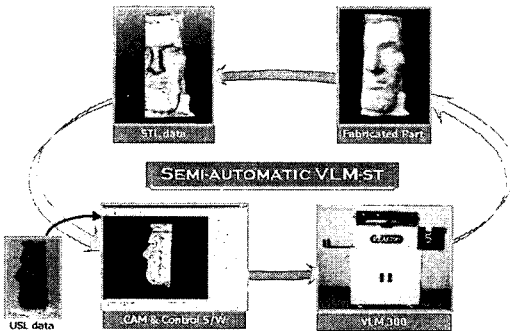 STL data
Fabricated Part
SEMI-AUTOMATIC VLM-ST
USL data
CAM & Control S/W
VLM 300